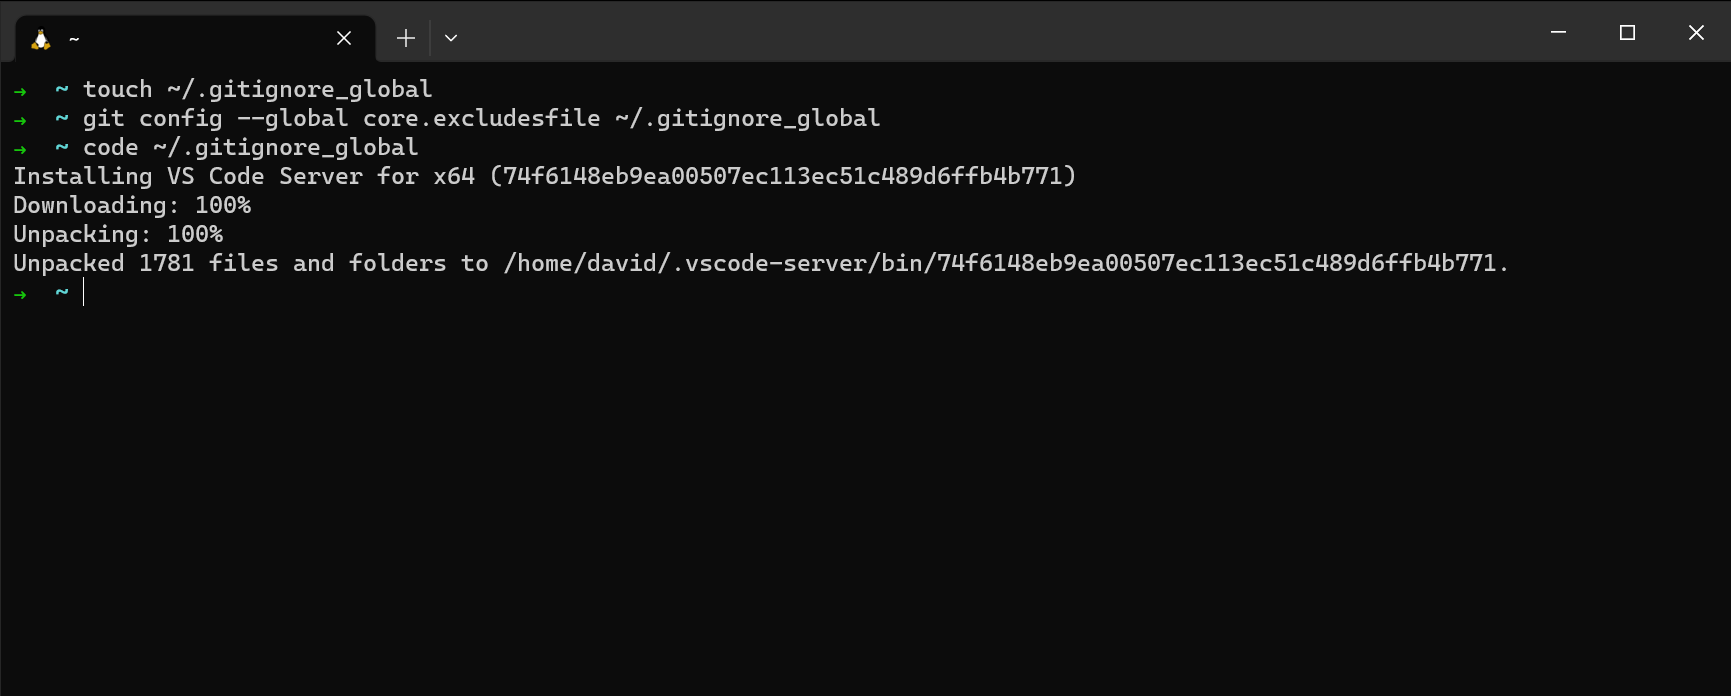 ~
➜  ~ touch ~/.gitignore_global
➜  ~ git config --global core.excludesfile ~/.gitignore_global
➜  ~ code ~/.gitignore_global
Installing VS Code Server for x64 (74f6148eb9ea00507ec113ec51c489d6ffb4b771)
Downloading: 100%
Unpacking: 100%
Unpacked 1781 files and folders to /home/david/.vscode-server/bin/74f6148eb9ea00507ec113ec51c489d6ffb4b771.
➜  ~